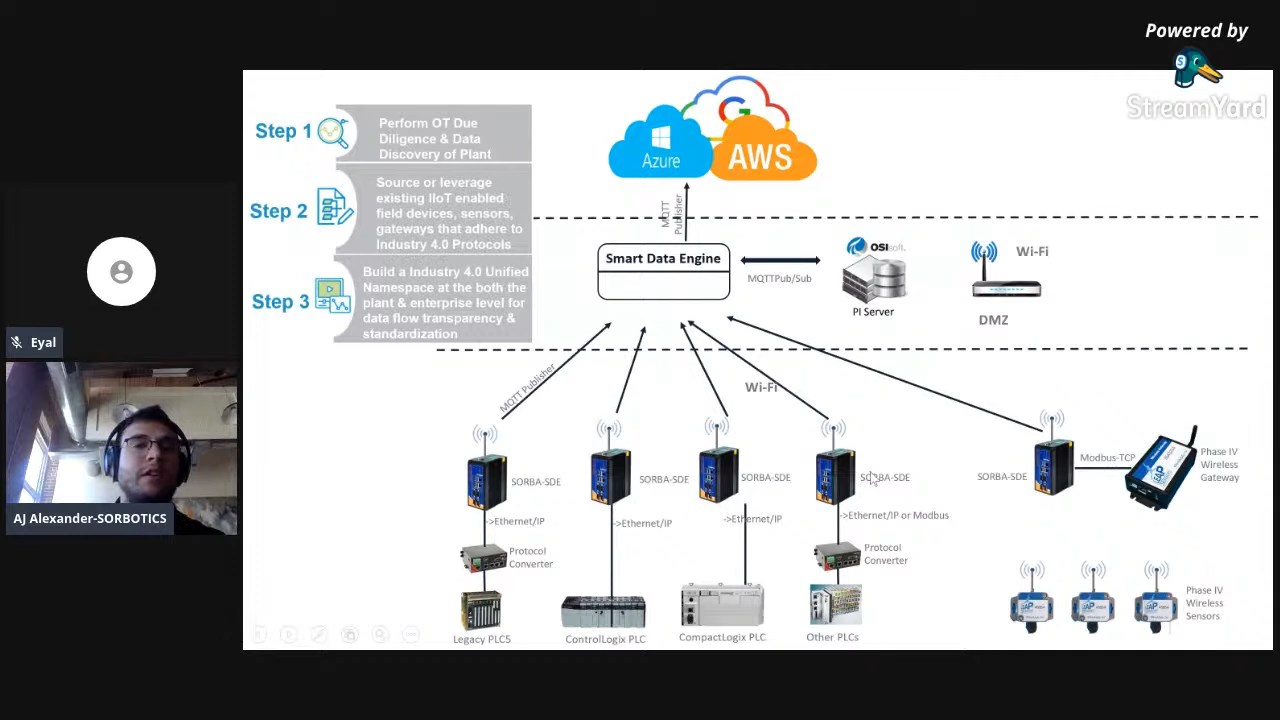 Powered by
StreamYard
Step 1
Perform OT Due
Diligence & Data
Discovery of Plant
Step 2
Source or leverage
existing IIoT enabled
field devices, sensors,
gateways that adhere to
Industry 4.0 Protocols
Step 3
Build a Industry 4.0 Unified
Namespace at the both the
plant & enterprise level for
data flow transparency &
standardization
Azure
AWS
MQTT
Publisher
Smart Data Engine
MQTTPub/Sub
OSIsoft.
PI Server
Wi-Fi
DMZ
MQTT Publisher
Wi-Fi
SORBA-SDE
SORBA-SDE
SORBA-SDE
SORBA-SDE
SORBA-SDE
Modbus-TCP
Phase IV
Wireless
Gateway
->Ethernet/IP
->Ethernet/IP
->Ethernet/IP
->Ethernet/IP or Modbus
Protocol
Converter
Protocol
Converter
Legacy PLC5
ControlLogix PLC
CompactLogix PLC
Other PLCs
Phase IV
Wireless
Sensors
Eyal
AJ Alexander-SORBOTICS